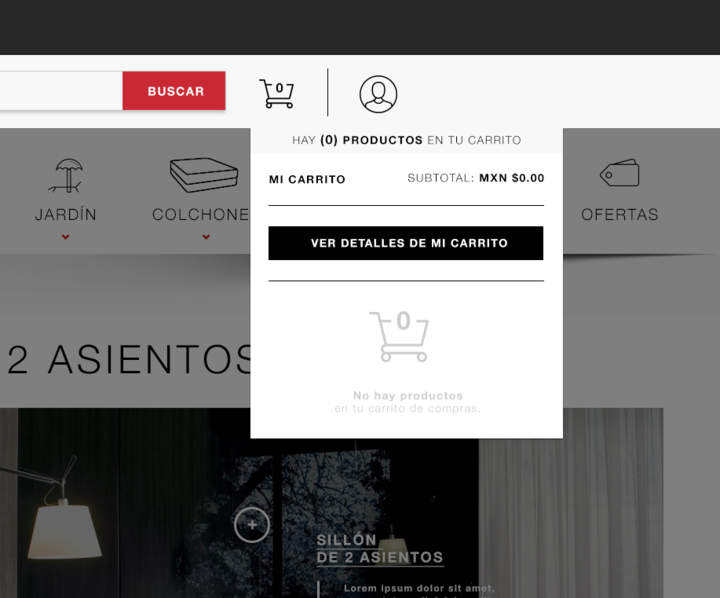 BUSCAR
0
HAY (0) PRODUCTOS EN TU CARRITO
MI CARRITO
SUBTOTAL: MXN $0.00
JARDÍN
COLCHONE
OFERTAS
VER DETALLES DE MI CARRITO
0
No hay productos
en tu carrito de compras.
2 ASIENTOS
SILLÓN
DE 2 ASIENTOS
Lorem ipsum dolor sit amet,